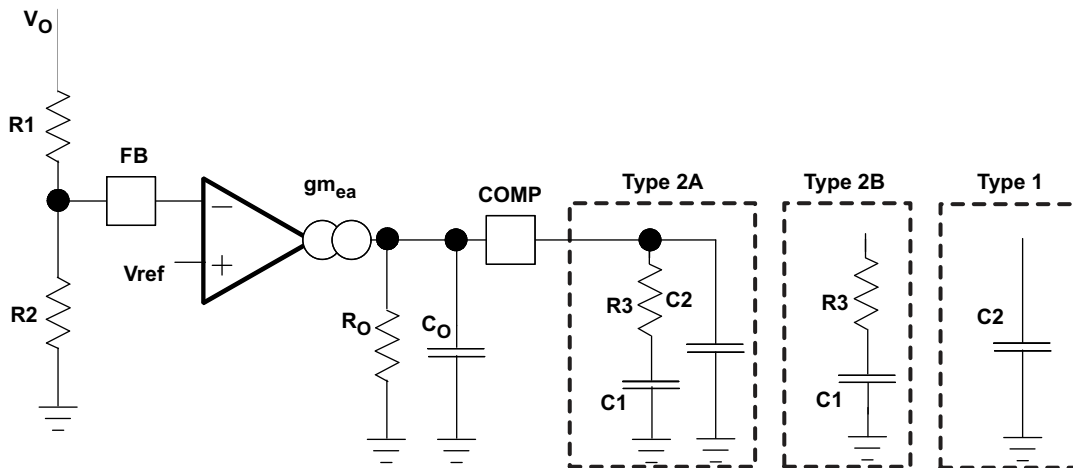 VO
R1
FB
gmea
COMP
Type 2A
Type 2B
Type 1
−
+
Vref
R2
RO
CO
R3
C2
C1
R3
C1
C2